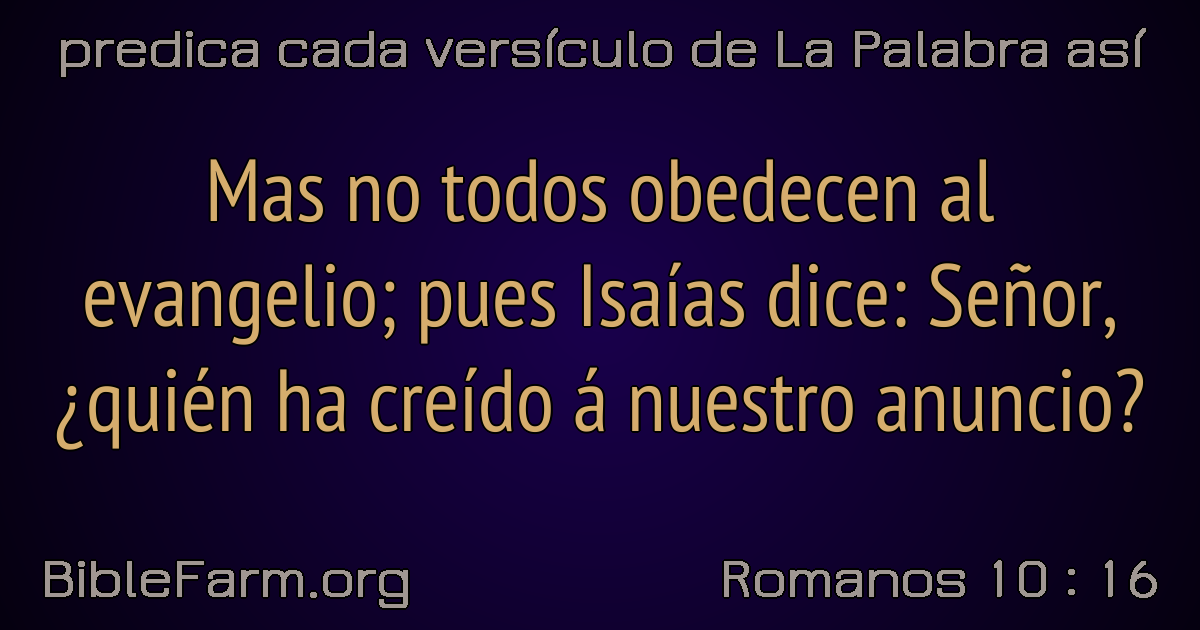 predica cada versículo de La Palabra así
Mas no todos obedecen al
evangelio; pues Isaías dice: Señor,
¿quién ha creído á nuestro anuncio?
BibleFarm.org
Romanos 10 : 16